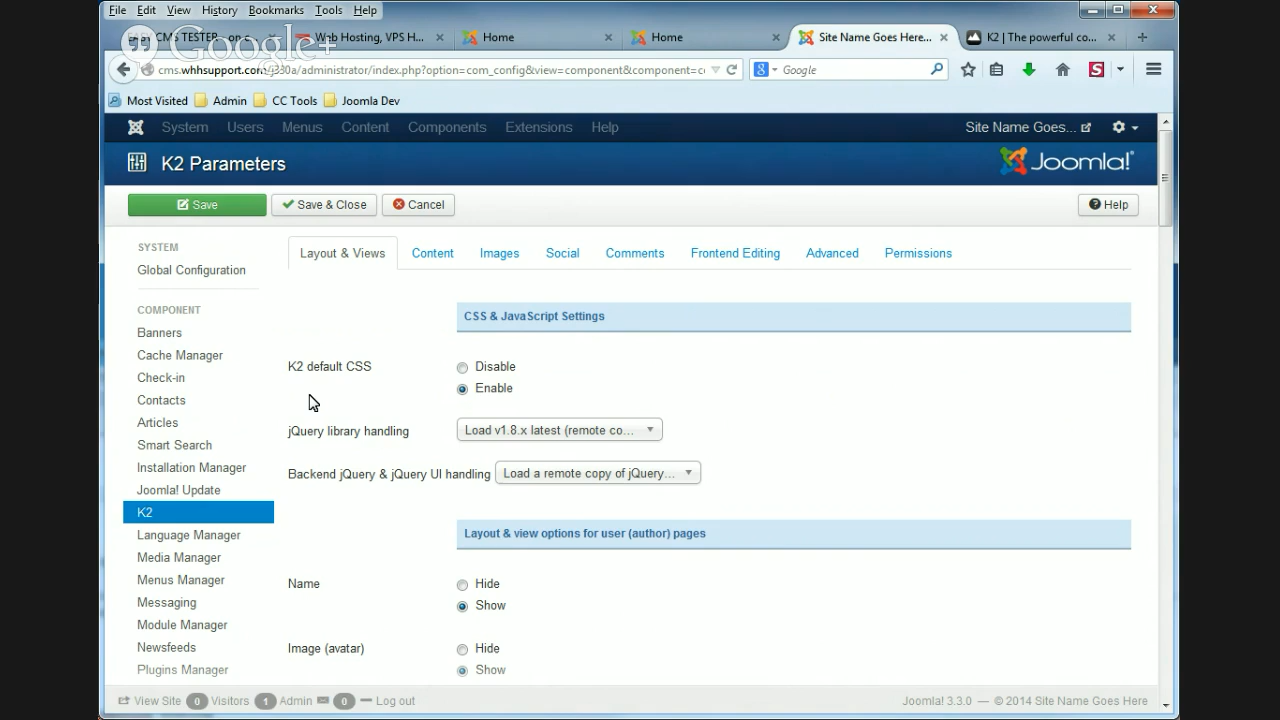 File Edit View History Bookmarks Tools Help
Google+
EASY CMS TESTER - on a Web Hosting, VPS H... Home Home Site Name Goes Here... K2 | The powerful co...
cms.whhsupport.com/j330a/administrator/index.php?option=com_config&view=component&component=c Google
Most Visited Admin CC Tools Joomla Dev
System Users Menus Content Components Extensions Help Site Name Goes...
K2 Parameters Joomla!
Save Save & Close Cancel Help
SYSTEM
Global Configuration
COMPONENT
Banners
Cache Manager
Check-in
Contacts
Articles
Smart Search
Installation Manager
Joomla! Update
K2
Language Manager
Media Manager
Menus Manager
Messaging
Module Manager
Newsfeeds
Plugins Manager
Layout & Views Content Images Social Comments Frontend Editing Advanced Permissions
CSS & JavaScript Settings
K2 default CSS Disable
Enable
jQuery library handling Load v1.8.x latest (remote co...
Backend jQuery & jQuery UI handling Load a remote copy of jQuery...
Layout & view options for user (author) pages
Name Hide
Show
Image (avatar) Hide
Show
View Site 0 Visitors 1 Admin 0 Log out Joomla! 3.3.0 — © 2014 Site Name Goes Here